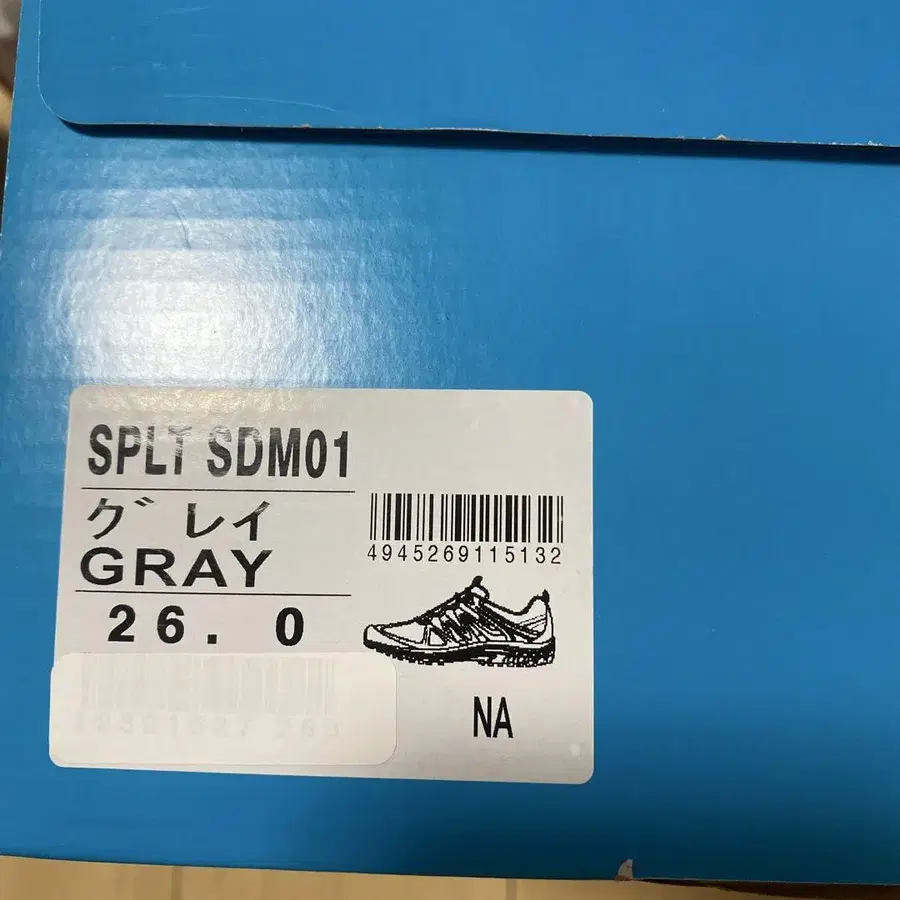 SPLT SDM01
グレイ
GRAY
26.0
4945269115132
NA